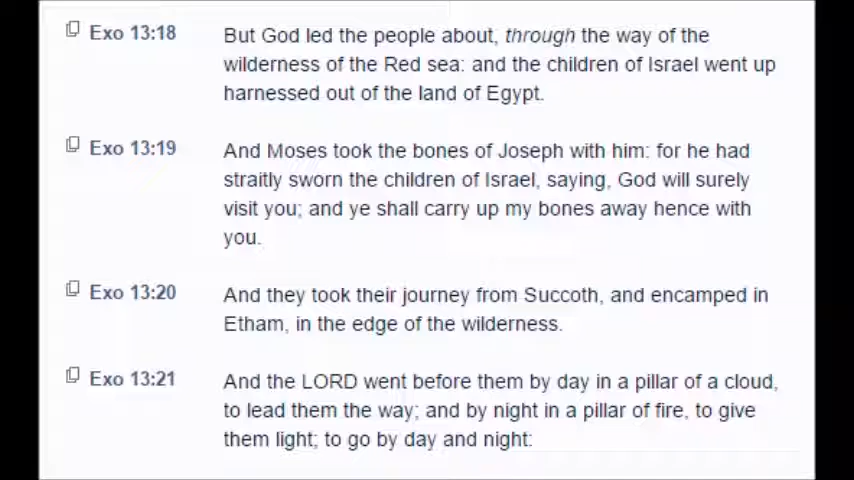 Exo 13:18 But God led the people about, through the way of the
wilderness of the Red sea: and the children of Israel went up
harnessed out of the land of Egypt.
Exo 13:19 And Moses took the bones of Joseph with him: for he had
straitly sworn the children of Israel, saying, God will surely
visit you; and ye shall carry up my bones away hence with
you.
Exo 13:20 And they took their journey from Succoth, and encamped in
Etham, in the edge of the wilderness.
Exo 13:21 And the LORD went before them by day in a pillar of a cloud,
to lead them the way; and by night in a pillar of fire, to give
them light; to go by day and night: